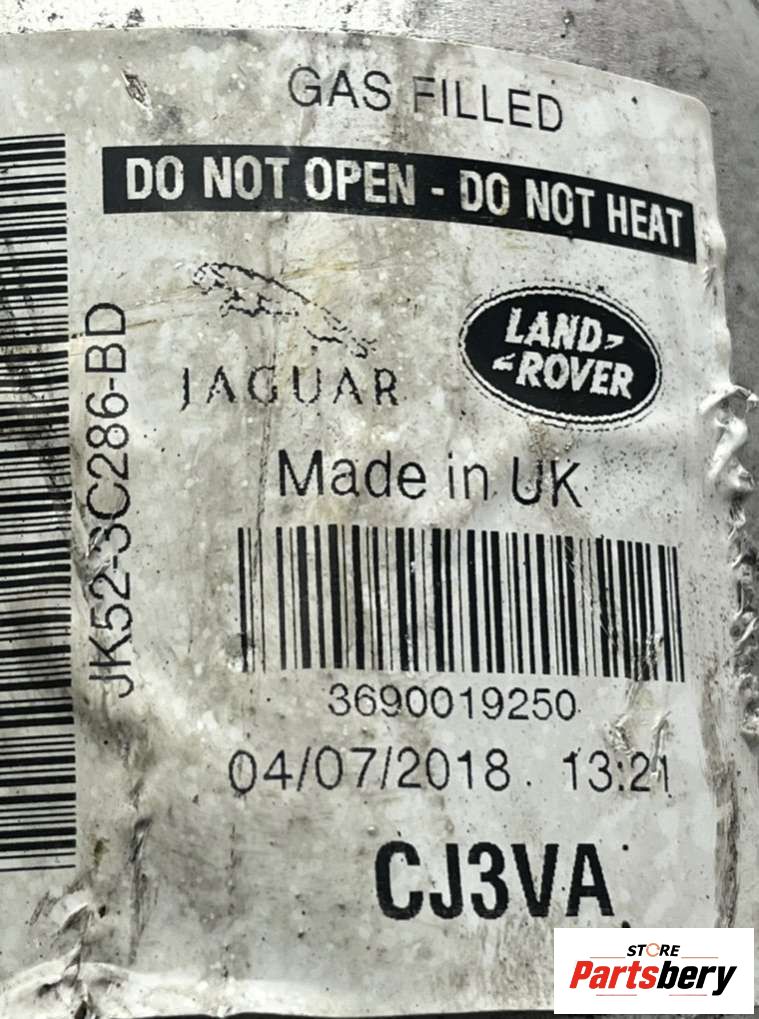 GAS FILLED
DO NOT OPEN - DO NOT HEAT
JAGUAR
LAND-
-ROVER
Made in UK
JK52-3C286-BD
3690019250
04/07/2018 13:21
CJ3VA
STORE
Partsbery